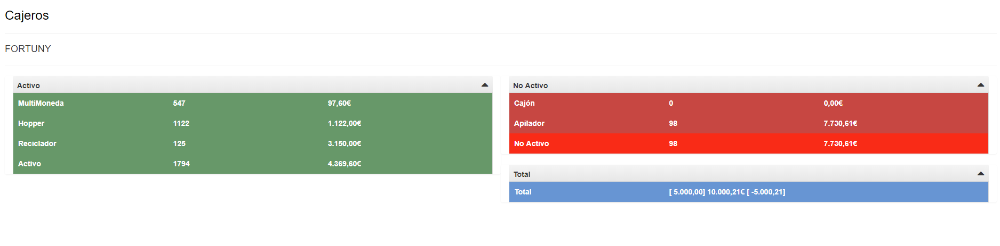 Cajeros
FORTUNY
Activo
MultiMoneda 547 97,60€
Hopper 1122 1.122,00€
Reciclador 125 3.150,00€
Activo 1794 4.369,60€
No Activo
Cajón 0 0,00€
Apilador 98 7.730,61€
No Activo 98 7.730,61€
Total
Total [ 5.000,00] 10.000,21€ [ -5.000,21]